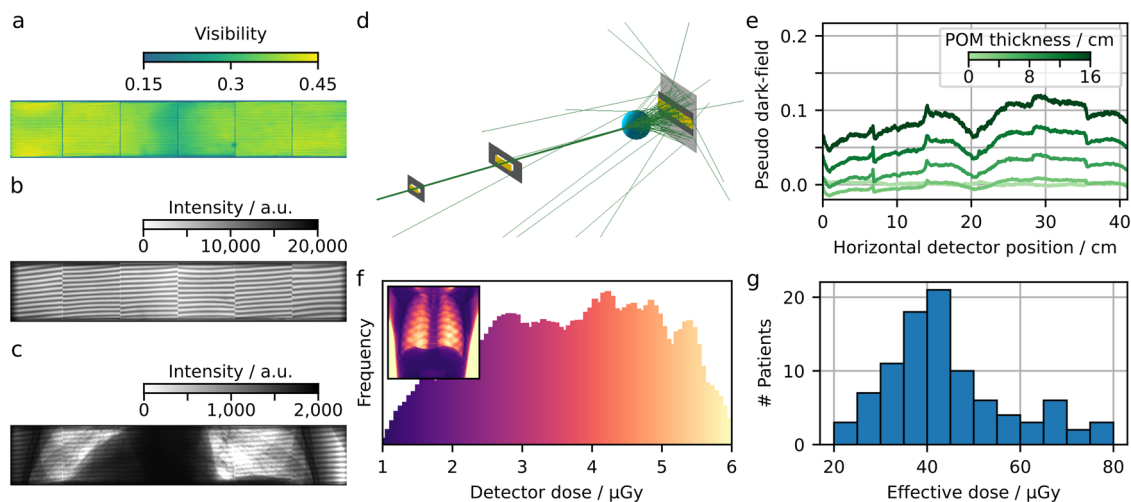 a
Visibility
0.15 0.3 0.45
b
Intensity / a.u.
0 10,000 20,000
c
Intensity / a.u.
0 1,000 2,000
d
e
Pseudo dark-field
0.2
0.1
0.0
POM thickness / cm
0 8 16
0 10 20 30 40
Horizontal detector position / cm
f
Frequency
1 2 3 4 5 6
Detector dose / μGy
g
# Patients
20
10
0
20 40 60 80
Effective dose / μGy